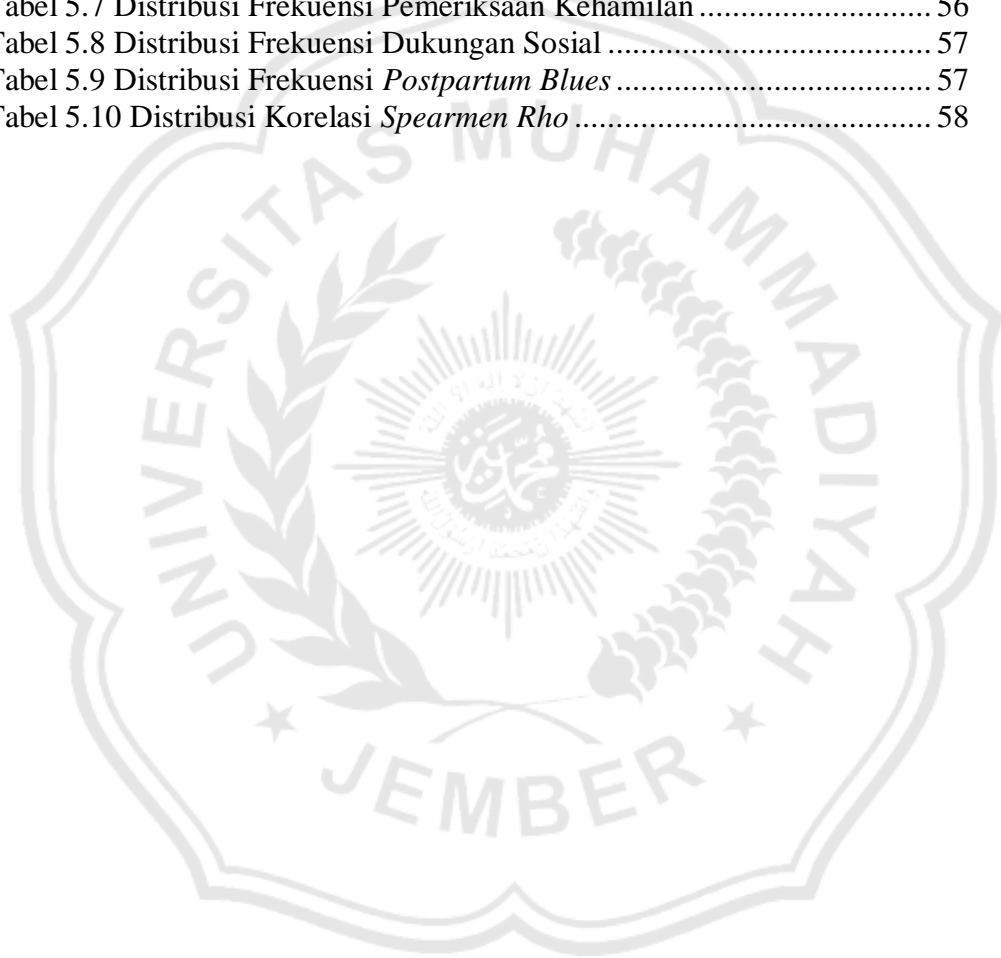 Tabel 5.7 Distribusi Frekuensi Pemeriksaan Kehamilan ............................. 56
Tabel 5.8 Distribusi Frekuensi Dukungan Sosial ........................................ 57
Tabel 5.9 Distribusi Frekuensi Postpartum Blues ....................................... 57
Tabel 5.10 Distribusi Korelasi Spearmen Rho ............................................ 58
UNIVERSITAS MUHAMMADIYAH
JEMBER